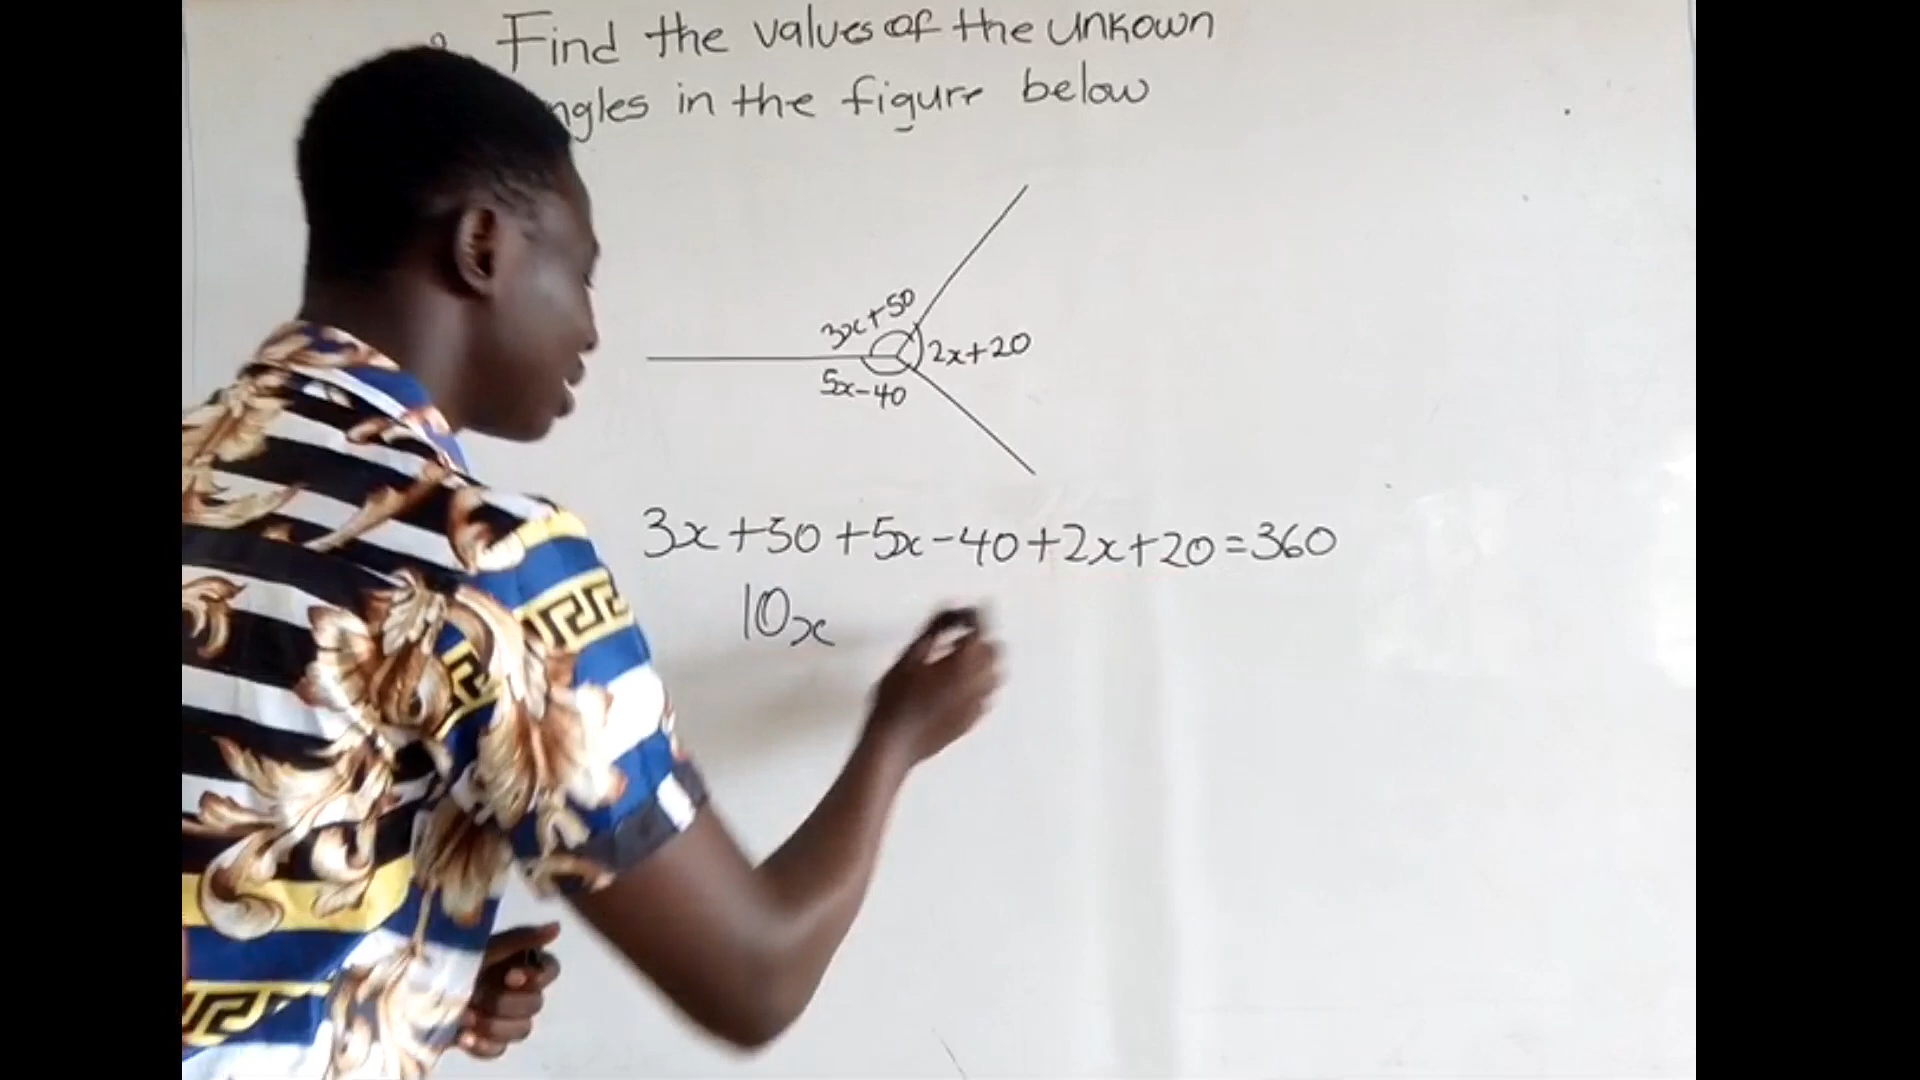 Find the values of the unkown
ngles in the figure below
3x+50
2x+20
5x-40
3x+50+5x-40+2x+20=360
10x